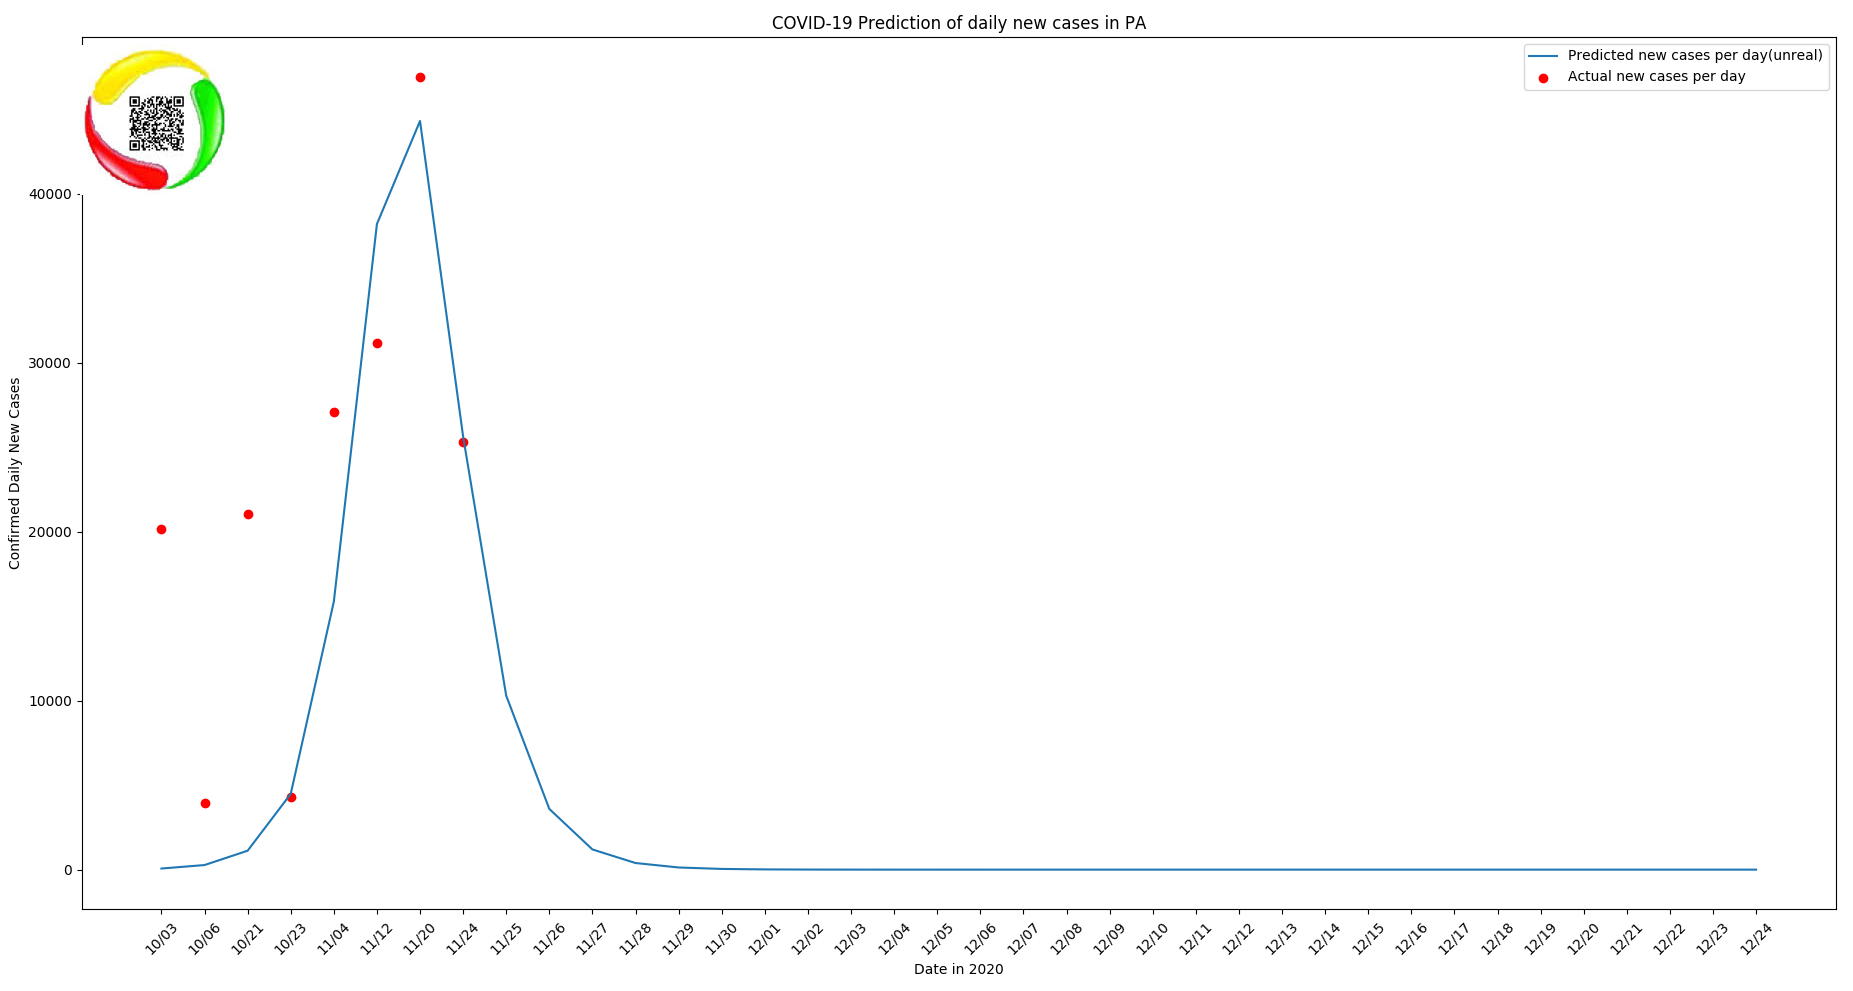 COVID-19 Prediction of daily new cases in PA
Predicted new cases per day(unreal)
Actual new cases per day
Confirmed Daily New Cases
40000
30000
20000
10000
0
10/03 10/06 10/21 10/23 11/04 11/12 11/20 11/24 11/25 11/26 11/27 11/28 11/29 11/30 12/01 12/02 12/03 12/04 12/05 12/06 12/07 12/08 12/09 12/10 12/11 12/12 12/13 12/14 12/15 12/16 12/17 12/18 12/19 12/20 12/21 12/22 12/23 12/24
Date in 2020